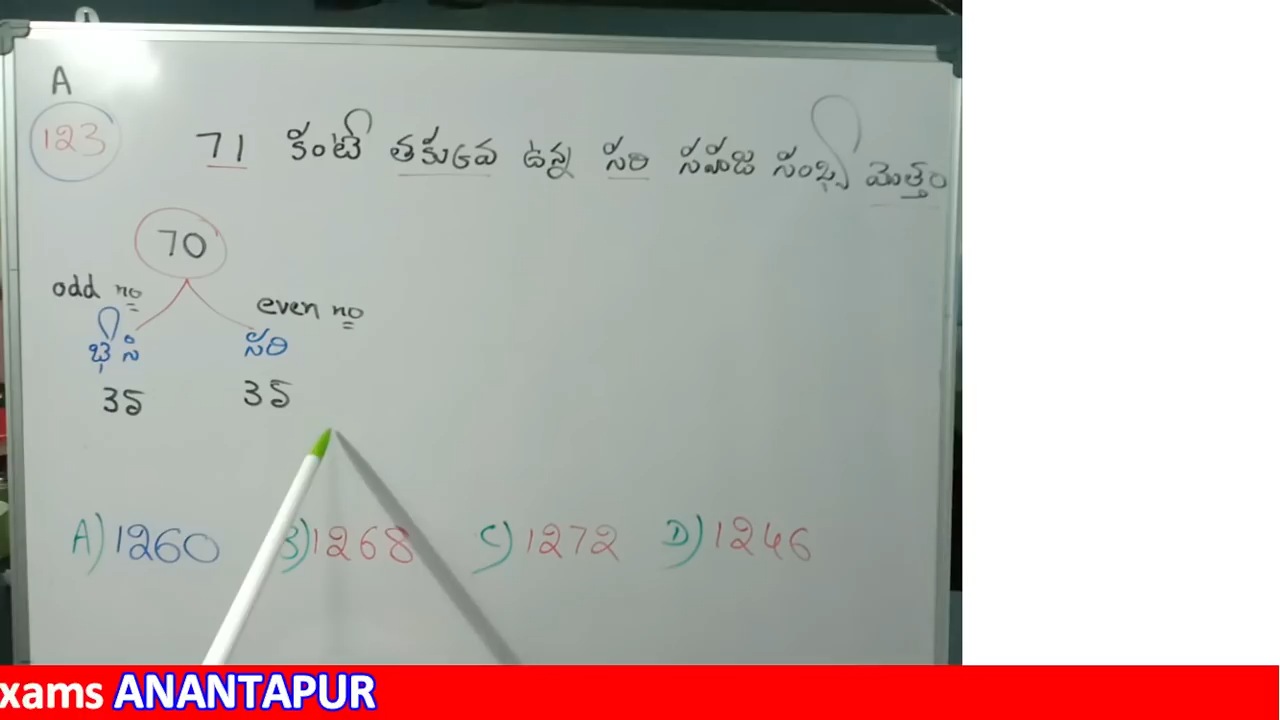 A
123
71 కంటే తక్కువ ఉన్న సరి సహజ సంఖ్య మొత్తం
70
odd no even no
బేసి సరి
35 35
A) 1260 B) 1268 C) 1272 D) 1246
xams ANANTAPUR